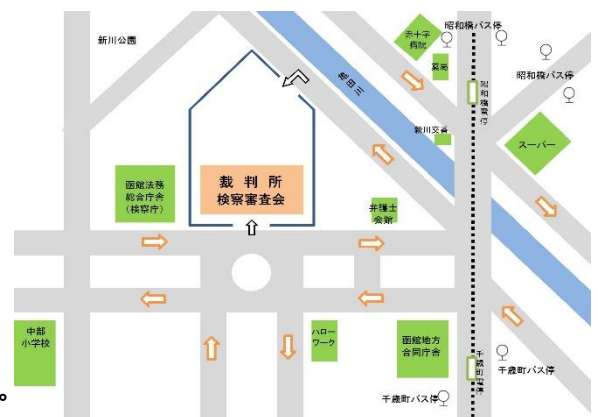 新川公園
赤十字
病院
昭和橋バス停
薬局
昭和橋バス停
亀田川
昭和橋電停
新川交番
スーパー
函館法務
総合庁舎
(検察庁)
裁判所
検察審査会
弁護士
会館
中部
小学校
ハロー
ワーク
函館地方
合同庁舎
千歳町電停
千歳町バス停
千歳町バス停
。